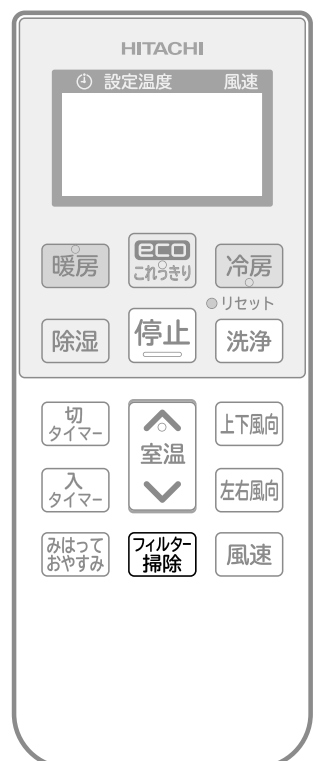 HITACHI
設定温度 風速
暖房
eco
これっきり
冷房
リセット
除湿
停止
洗浄
切
タイマー
室温
上下風向
入
タイマー
左右風向
みはって
おやすみ
フィルター
掃除
風速